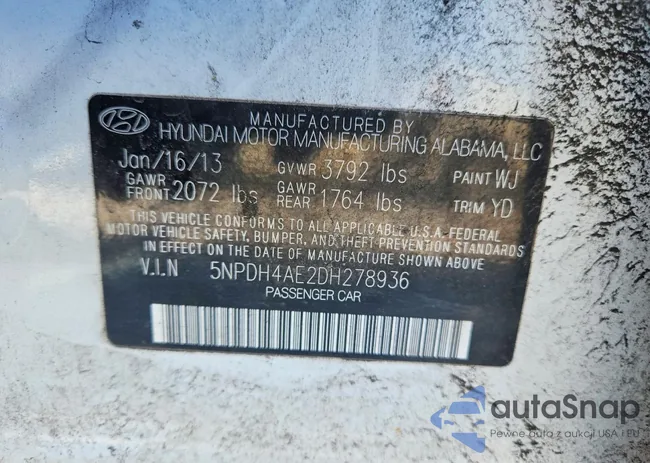 MANUFACTURED BY
HYUNDAI MOTOR MANUFACTURING ALABAMA, LLC
Jan/16/13 GVWR 3792 lbs PAINT WJ
GAWR FRONT 2072 lbs GAWR REAR 1764 lbs TRIM YD
THIS VEHICLE CONFORMS TO ALL APPLICABLE U.S.A. FEDERAL
MOTOR VEHICLE SAFETY, BUMPER, AND THEFT PREVENTION STANDARDS
IN EFFECT ON THE DATE OF MANUFACTURE SHOWN ABOVE.
V.I.N 5NPDH4AE2DH278936
PASSENGER CAR
autaSnap
Pewne auta z aukcji USA i EU